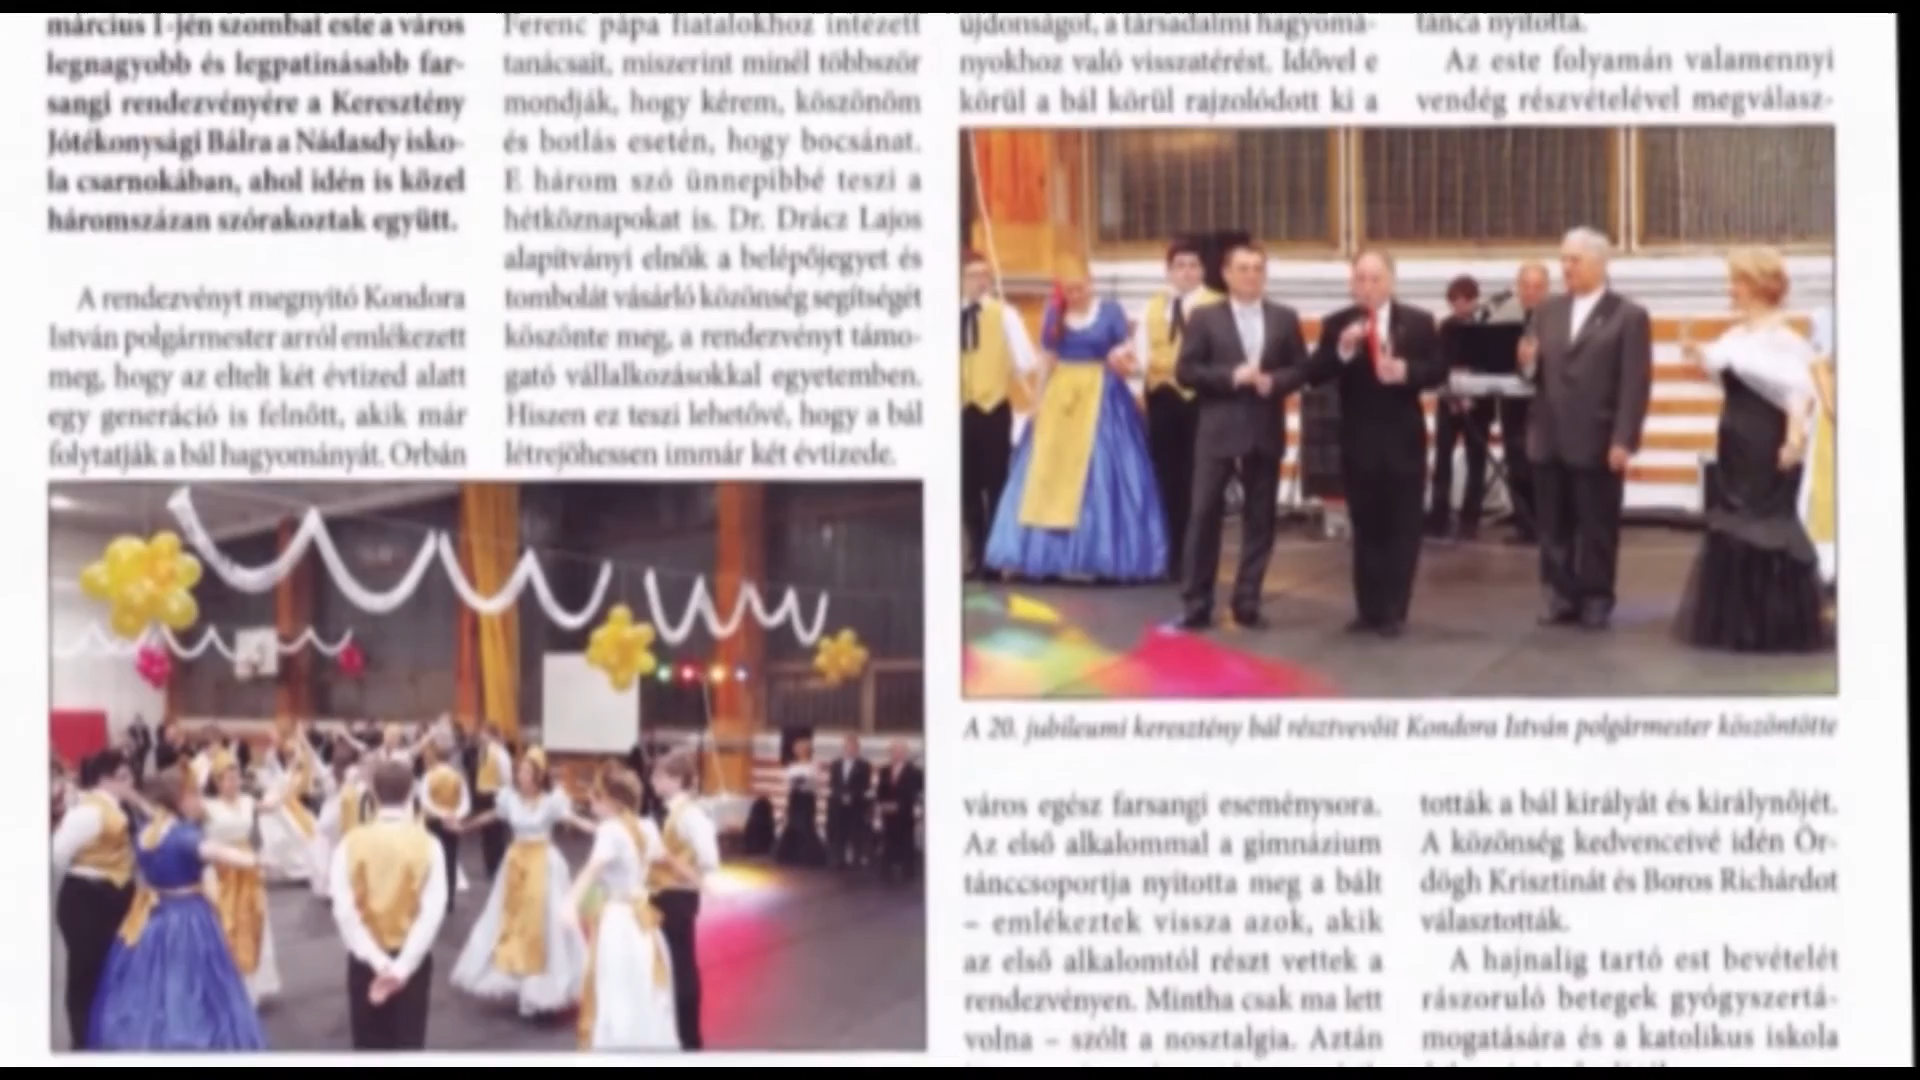 március 1-jén szombat este a város
legnagyobb és legpatinásabb far-
sangi rendezvényére a Keresztény
Jótékonysági Bálra a Nádasdy isko-
la csarnokában, ahol idén is közel
háromszázan szórakoztak együtt.
A rendezvényt megnyitó Kondora
István polgármester arról emlékezett
meg, hogy az eltelt két évtized alatt
egy generáció is felnőtt, akik már
folytatják a bál hagyományát. Orbán
Ferenc pápa fiatalokhoz intézett
tanácsait, miszerint minél többször
mondják, hogy kérem, köszönöm
és botlás esetén, hogy bocsánat.
E három szó ünnepibbé teszi a
hétköznapokat is. Dr. Drácz Lajos
alapítványi elnök a belépőjegyet és
tombolát vásárló közönség segítségét
köszönte meg, a rendezvényt támo-
gató vállalkozásokkal egyetemben.
Hiszen ez teszi lehetővé, hogy a bál
létrejöhessen immár két évtizede.
újdonságot, a társadalmi hagyomá-
nyokhoz való visszatérést. Idővel e
körül a bál körül rajzolódott ki a
tánca nyitotta.
Az este folyamán valamennyi
vendég részvételével megválasz-
A 20. jubileumi keresztény bál résztvevőit Kondora István polgármester köszöntötte
város egész farsangi eseménysora.
Az első alkalommal a gimnázium
tánccsoportja nyitotta meg a bált
– emlékeztek vissza azok, akik
az első alkalomtól részt vettek a
rendezvényen. Mintha csak ma lett
volna – szólt a nosztalgia. Aztán
tották a bál királyát és királynőjét.
A közönség kedvenceivé idén Ör-
dögh Krisztinát és Boros Richárdot
választották.
A hajnalig tartó est bevételét
rászoruló betegek gyógyszertá-
mogatására és a katolikus iskola